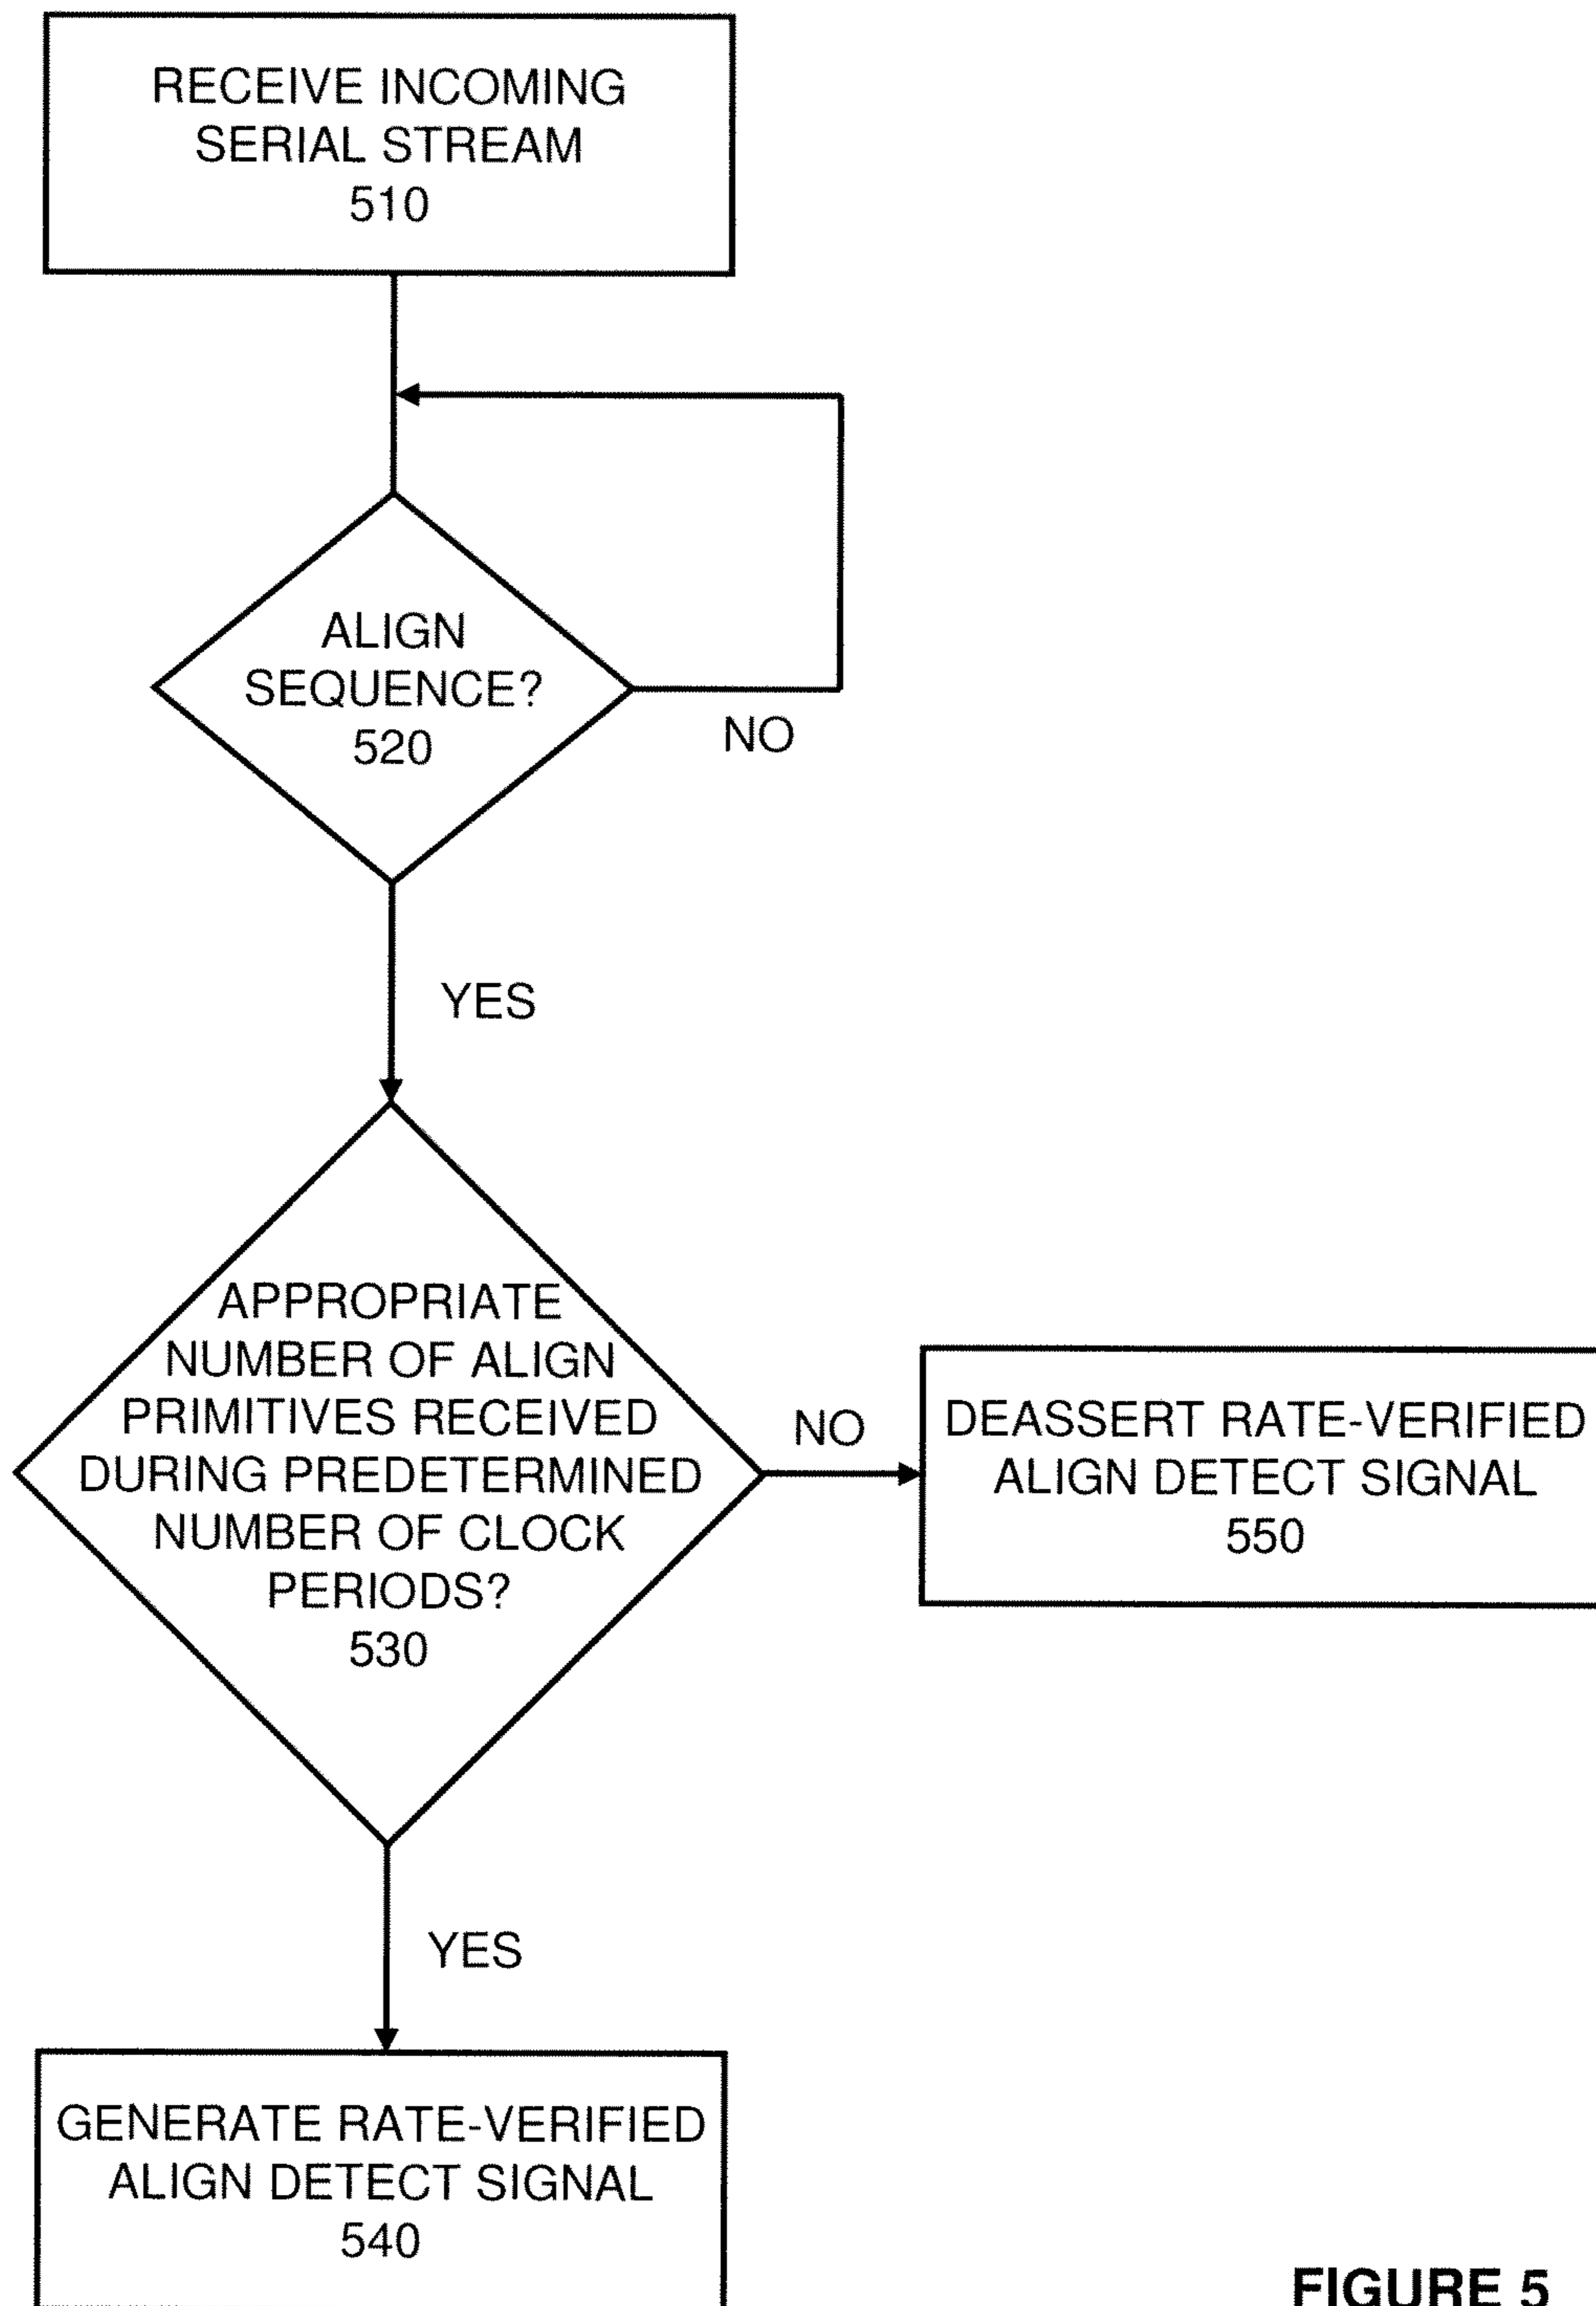 RECEIVE INCOMING
SERIAL STREAM
510
ALIGN
SEQUENCE?
520
NO
YES
APPROPRIATE
NUMBER OF ALIGN
PRIMITIVES RECEIVED
DURING PREDETERMINED
NUMBER OF CLOCK
PERIODS?
530
NO
DEASSERT RATE-VERIFIED
ALIGN DETECT SIGNAL
550
YES
GENERATE RATE-VERIFIED
ALIGN DETECT SIGNAL
540
FIGURE 5